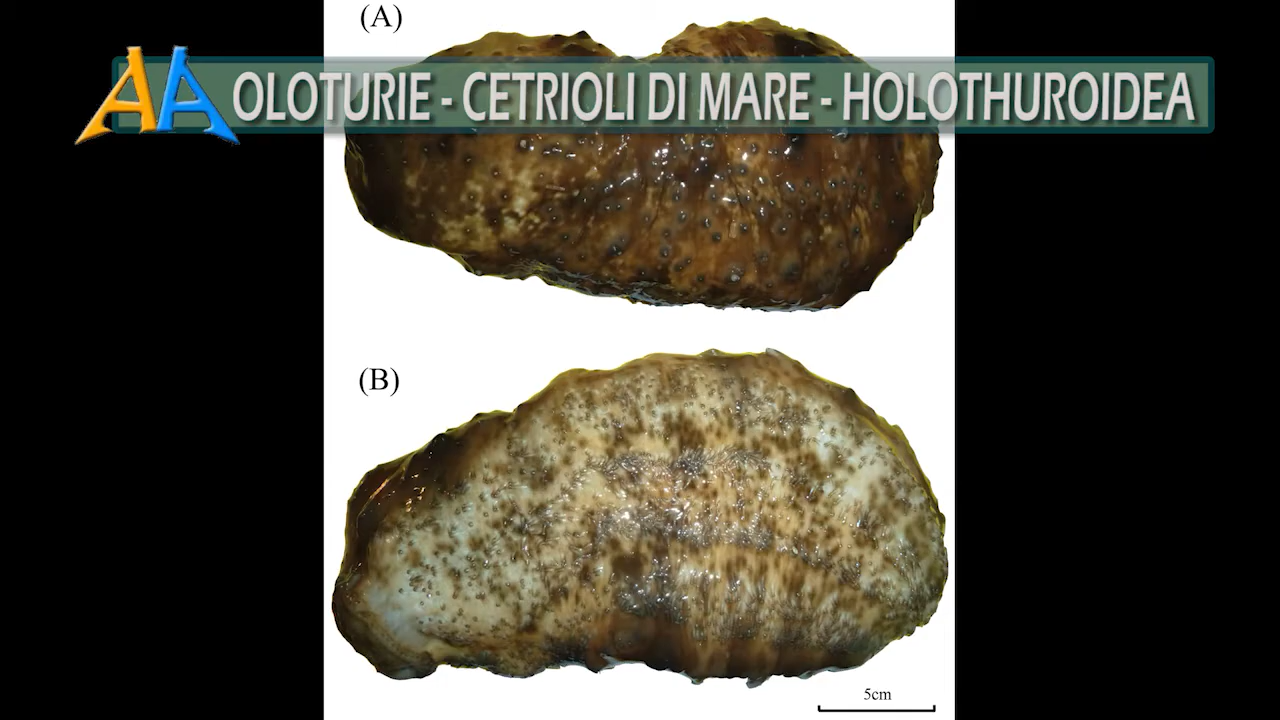 (A)
AA OLOTURIE - CETRIOLI DI MARE - HOLOTHUROIDEA
(B)
5cm